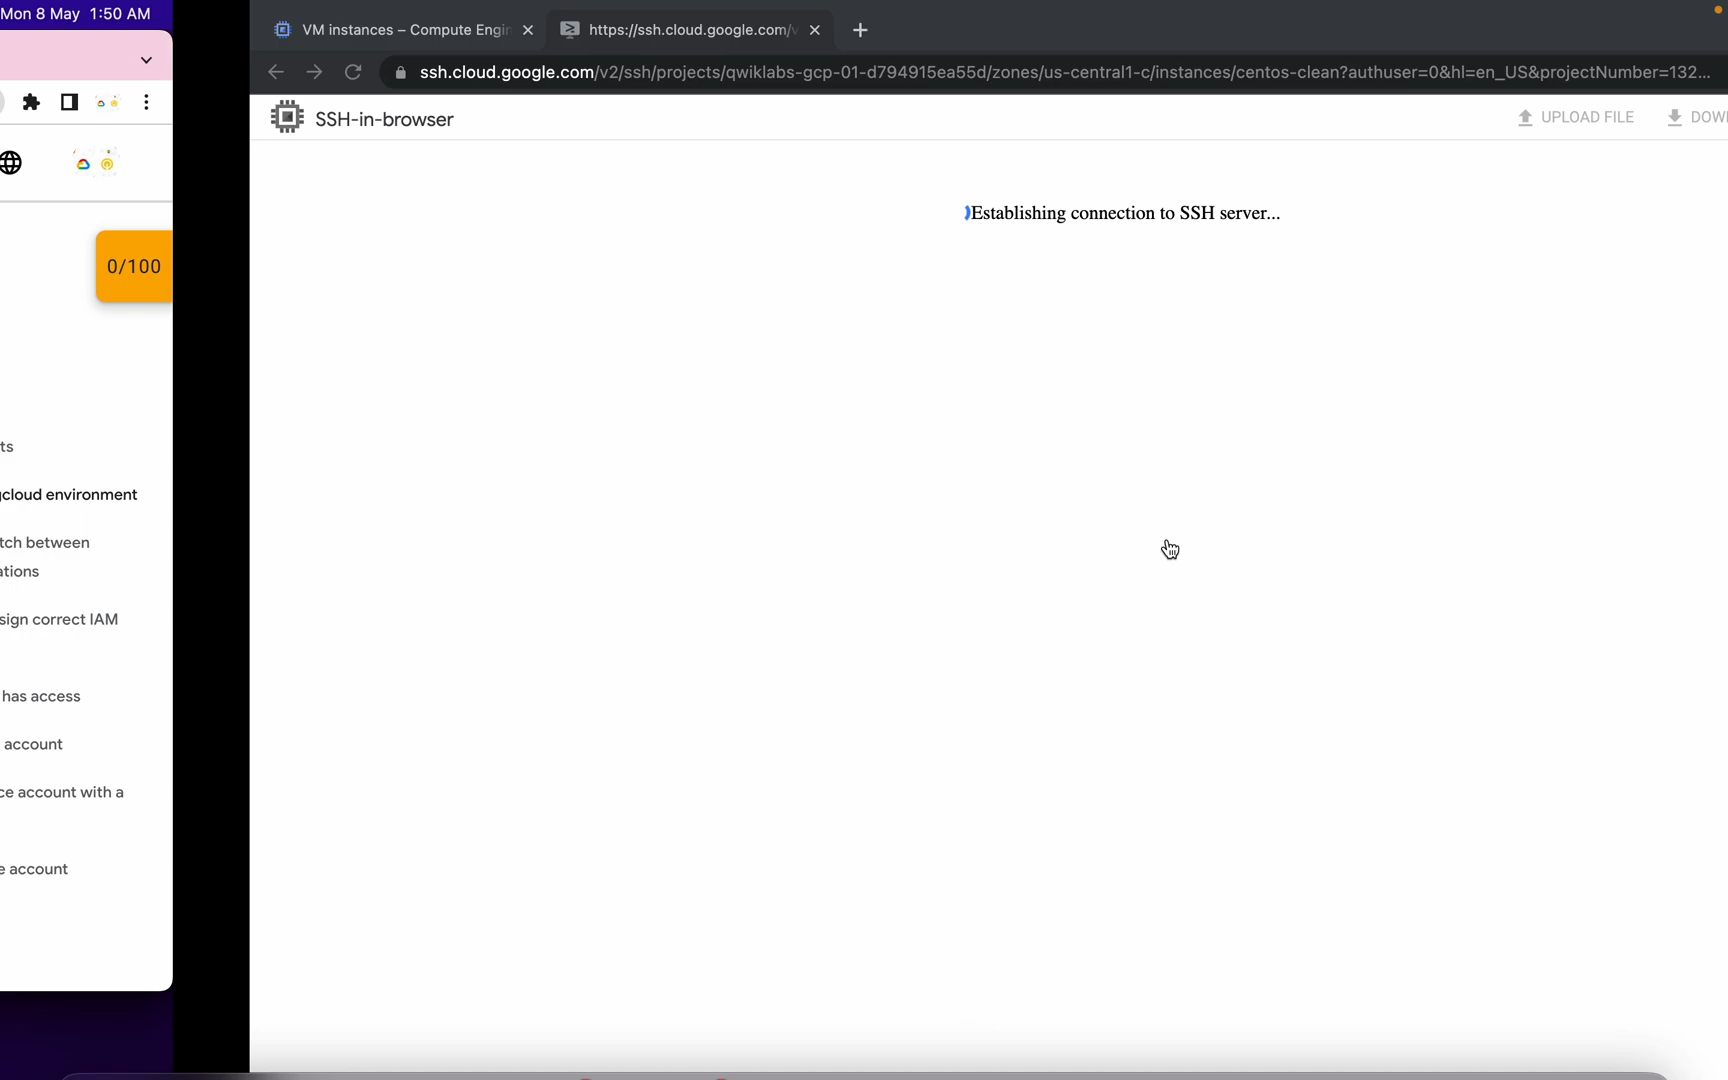 Mon 8 May 1:50 AM
0/100
ts
cloud environment
tch between
ations
sign correct IAM
has access
account
ce account with a
e account
VM instances – Compute Engin
https://ssh.cloud.google.com/v
ssh.cloud.google.com/v2/ssh/projects/qwiklabs-gcp-01-d794915ea55d/zones/us-central1-c/instances/centos-clean?authuser=0&hl=en_US&projectNumber=132...
SSH-in-browser
UPLOAD FILE
DOW
Establishing connection to SSH server...